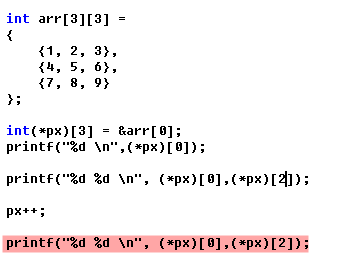 int arr[3][3] =
{
    {1, 2, 3},
    {4, 5, 6},
    {7, 8, 9}
};
int(*px)[3] = &arr[0];
printf("%d \n",(*px)[0]);
printf("%d %d \n", (*px)[0],(*px)[2]);
px++;
printf("%d %d \n", (*px)[0],(*px)[2]);